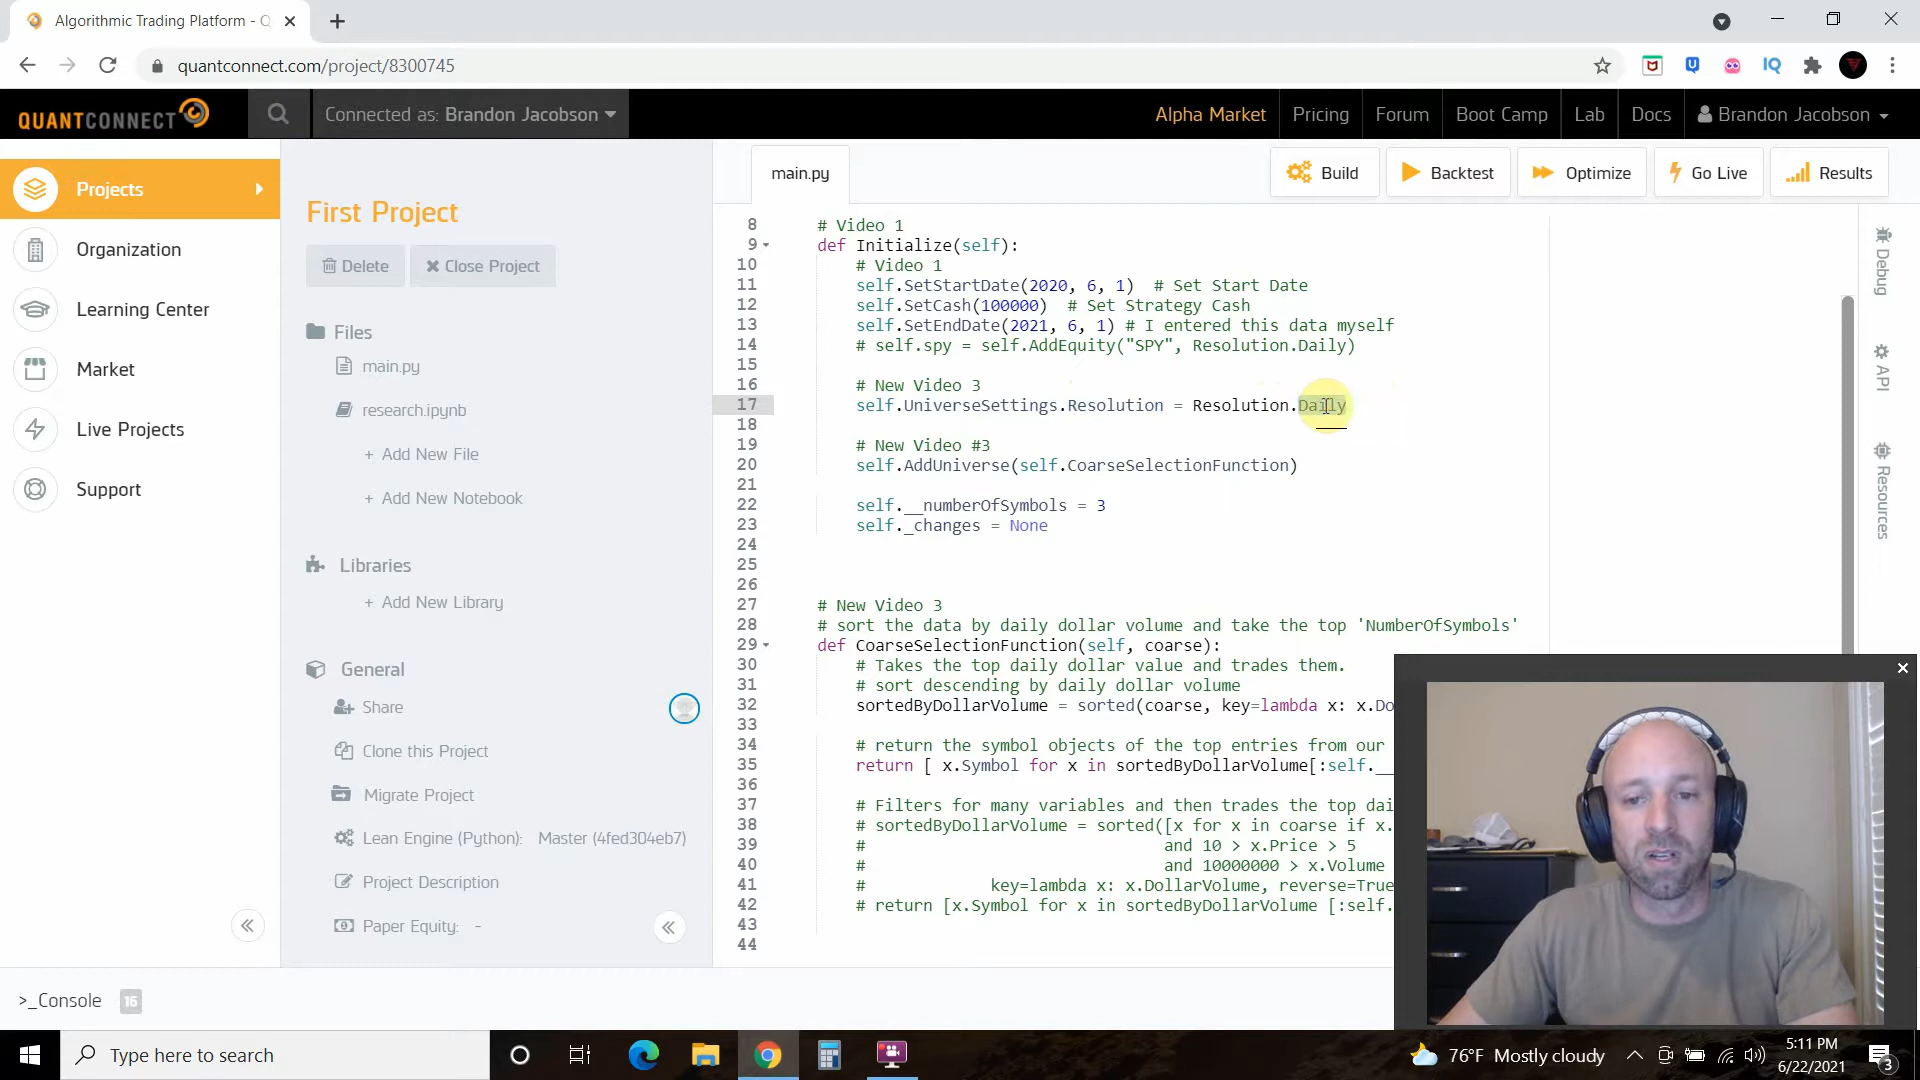 Algorithmic Trading Platform - Q
quantconnect.com/project/8300745
QUANTCONNECT
Connected as: Brandon Jacobson
Alpha Market
Pricing
Forum
Boot Camp
Lab
Docs
Brandon Jacobson
Projects
Organization
Learning Center
Market
Live Projects
Support
First Project
Delete
Close Project
Files
main.py
research.ipynb
+ Add New File
+ Add New Notebook
Libraries
+ Add New Library
General
Share
Clone this Project
Migrate Project
Lean Engine (Python): Master (4fed304eb7)
Project Description
Paper Equity: -
main.py
Build
Backtest
Optimize
Go Live
Results
8 # Video 1
9 def Initialize(self):
10 # Video 1
11 self.SetStartDate(2020, 6, 1) # Set Start Date
12 self.SetCash(100000) # Set Strategy Cash
13 self.SetEndDate(2021, 6, 1) # I entered this data myself
14 # self.spy = self.AddEquity("SPY", Resolution.Daily)
15
16 # New Video 3
17 self.UniverseSettings.Resolution = Resolution.Daily
18
19 # New Video #3
20 self.AddUniverse(self.CoarseSelectionFunction)
21
22 self.__numberOfSymbols = 3
23 self._changes = None
24
25
26
27 # New Video 3
28 # sort the data by daily dollar volume and take the top 'NumberOfSymbols'
29 def CoarseSelectionFunction(self, coarse):
30 # Takes the top daily dollar value and trades them.
31 # sort descending by daily dollar volume
32 sortedByDollarVolume = sorted(coarse, key=lambda x: x.Do
33
34 # return the symbol objects of the top entries from our
35 return [ x.Symbol for x in sortedByDollarVolume[:self.__
36
37 # Filters for many variables and then trades the top dai
38 # sortedByDollarVolume = sorted([x for x in coarse if x.
39 # and 10 > x.Price > 5
40 # and 10000000 > x.Volume
41 # key=lambda x: x.DollarVolume, reverse=True
42 # return [x.Symbol for x in sortedByDollarVolume [:self.
43
44
Debug
API
Resources
>_Console 16
Type here to search
76°F Mostly cloudy
5:11 PM
6/22/2021
3